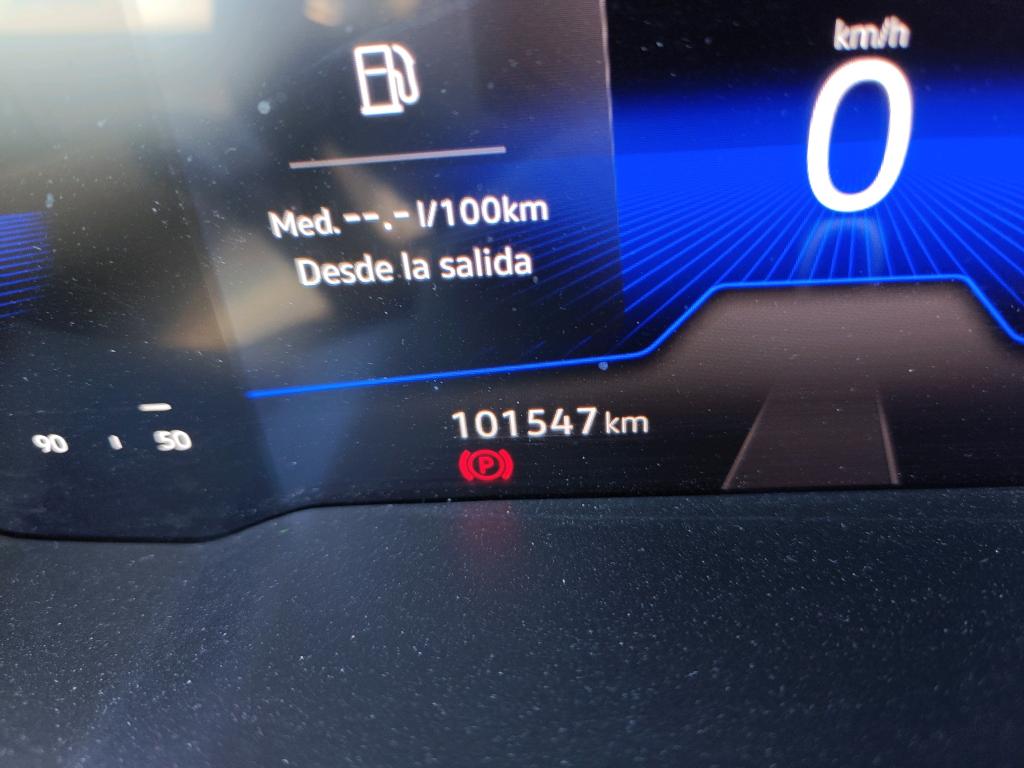 km/h
0
Med. --.- l/100km
Desde la salida
101547 km
P
90 50